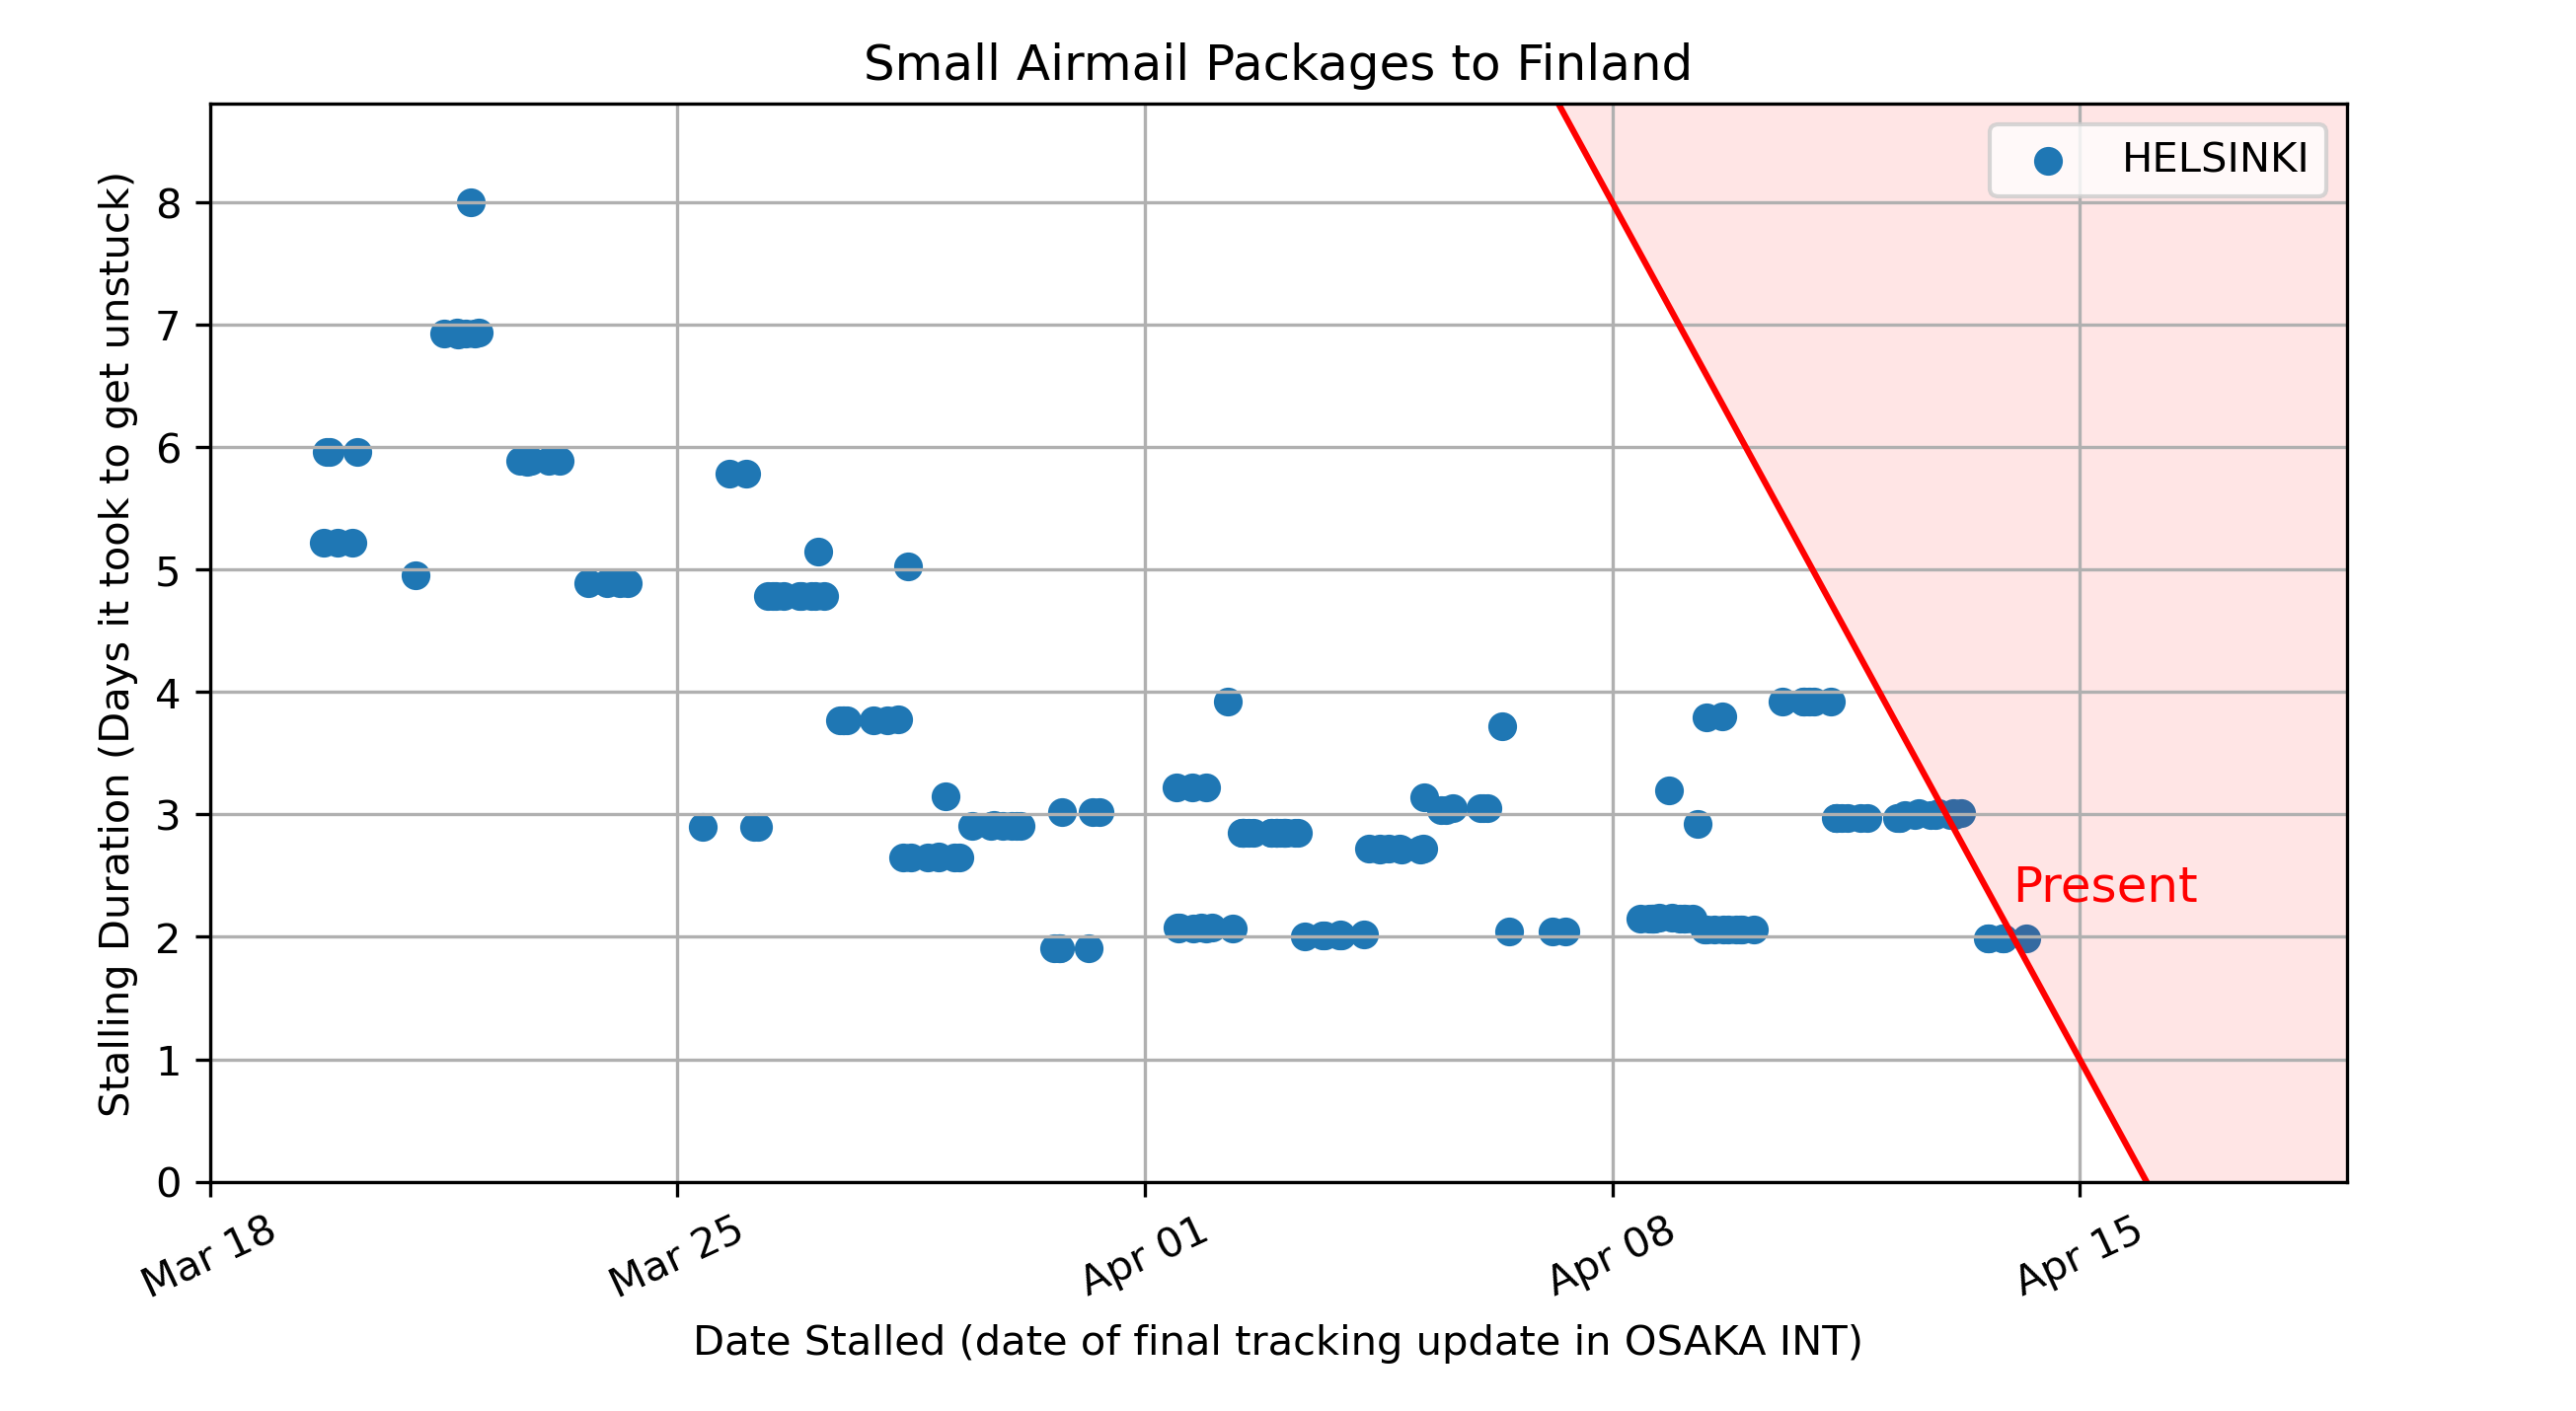 Small Airmail Packages to Finland
HELSINKI
Stalling Duration (Days it took to get unstuck)
8
7
6
5
4
3
2
1
0
Present
Mar 18
Mar 25
Apr 01
Apr 08
Apr 15
Date Stalled (date of final tracking update in OSAKA INT)